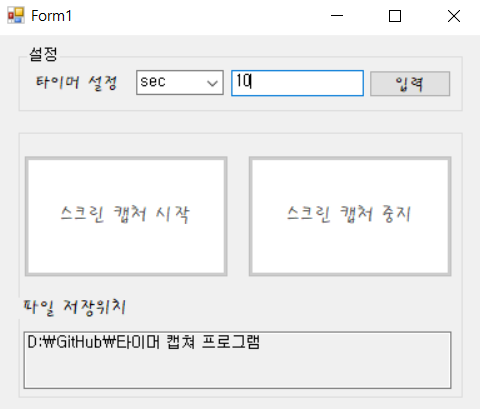 Form1
설정
타이머 설정 sec 10 입력
스크린 캡처 시작 스크린 캡처 중지
파일 저장위치
D:₩GitHub₩타이머 캡쳐 프로그램